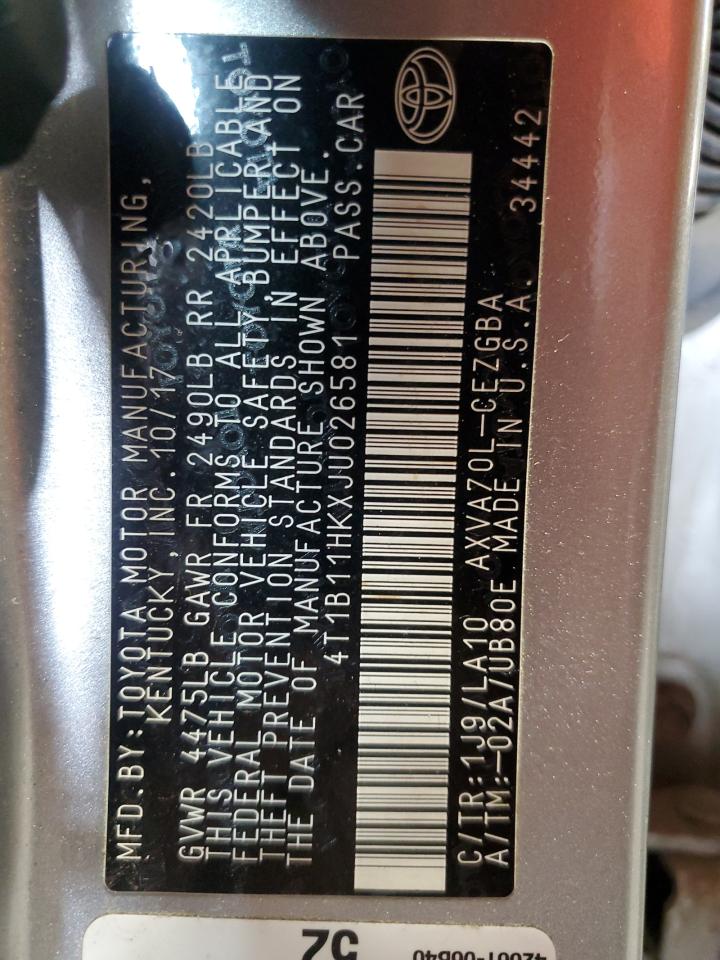 MFD.BY:TOYOTA MOTOR MANUFACTURING,
KENTUCKY,INC. 10/17
GVWR 4475LB GAWR FR 2490LB RR 2420LB
THIS VEHICLE CONFORMS TO ALL APPLICABLE
FEDERAL MOTOR VEHICLE SAFETY, BUMPER, AND
THEFT PREVENTION STANDARDS IN EFFECT ON
THE DATE OF MANUFACTURE SHOWN ABOVE.
4T1B11HKXJU026581 PASS.CAR
C/TR:1J9/LA10 AXVA70L-CEZGBA
A/TM:-02A/UB80E MADE IN U.S.A. 34442
52